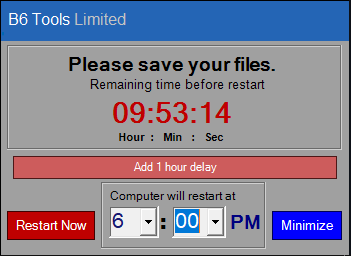 B6 Tools Limited
Please save your files.
Remaining time before restart
09:53:14
Hour : Min : Sec
Add 1 hour delay
Computer will restart at
6 : 00 PM
Restart Now
Minimize